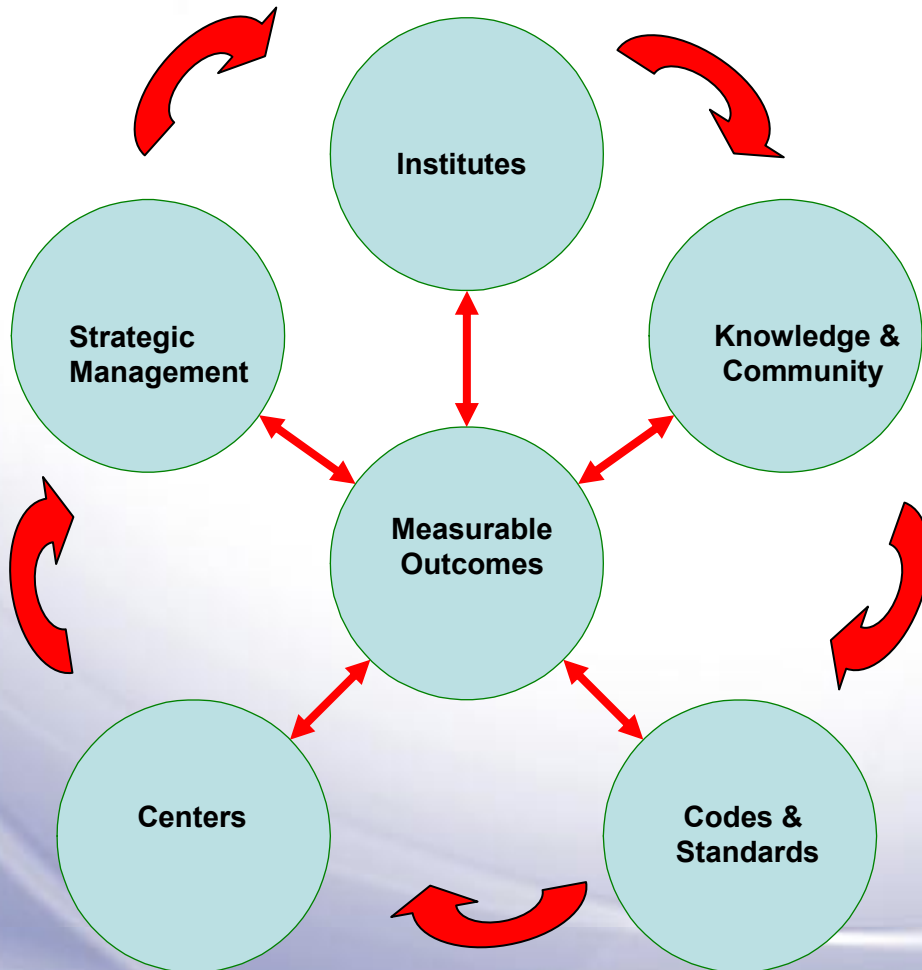 Institutes
Strategic
Management
Knowledge &
Community
Measurable
Outcomes
Centers
Codes &
Standards